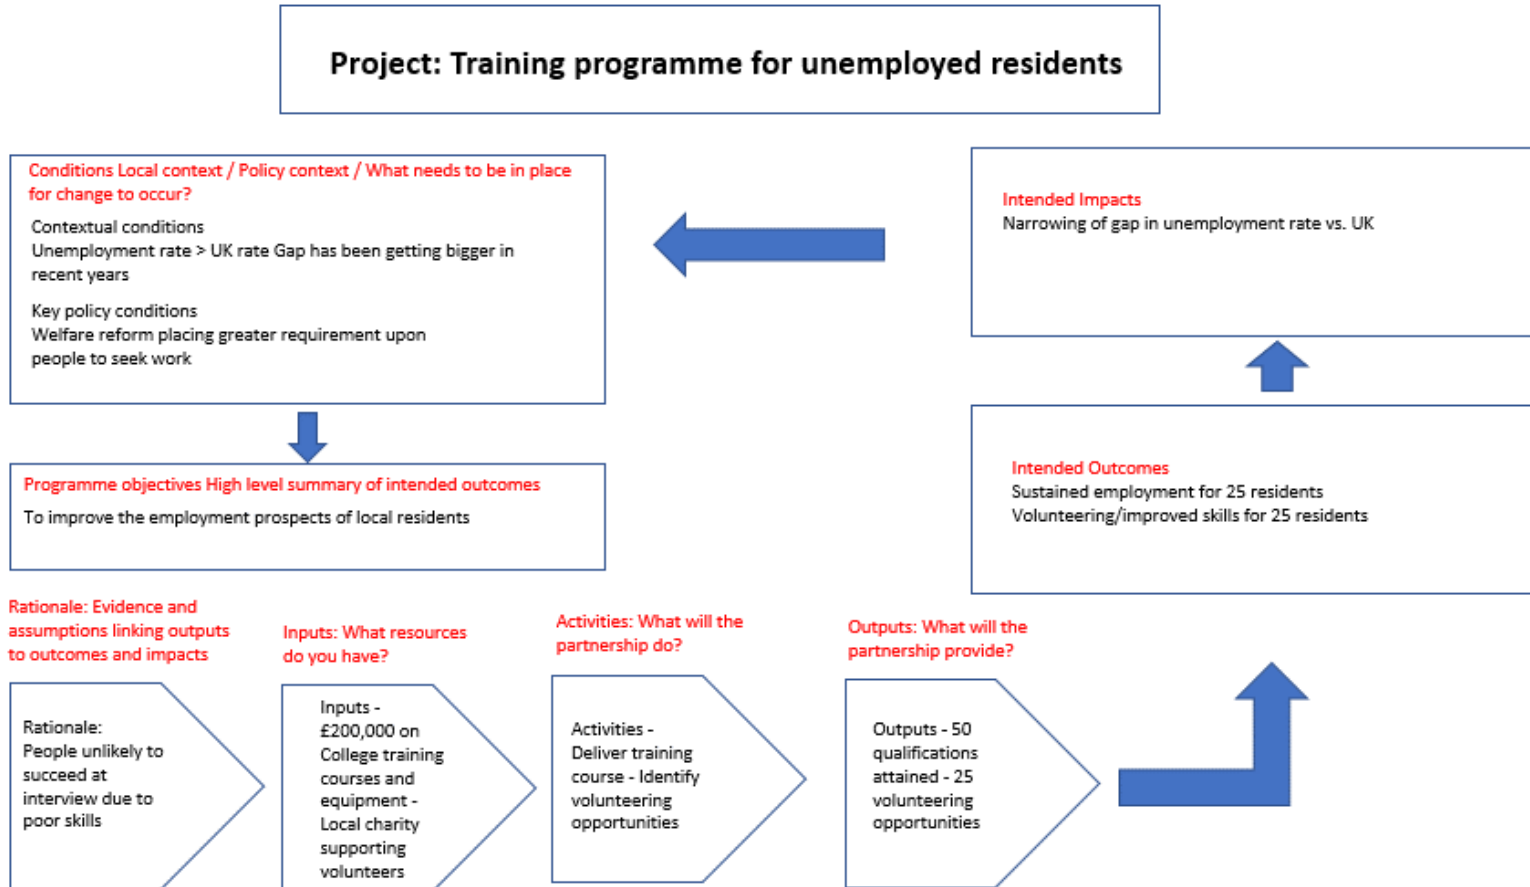 Project: Training programme for unemployed residents
Conditions Local context / Policy context / What needs to be in place
for change to occur?
Contextual conditions
Unemployment rate > UK rate Gap has been getting bigger in
recent years
Key policy conditions
Welfare reform placing greater requirement upon
people to seek work
Programme objectives High level summary of intended outcomes
To improve the employment prospects of local residents
Rationale: Evidence and
assumptions linking outputs
to outcomes and impacts
Rationale:
People unlikely to
succeed at
interview due to
poor skills
Inputs: What resources
do you have?
Inputs -
£200,000 on
College training
courses and
equipment -
Local charity
supporting
volunteers
Activities: What will the
partnership do?
Activities -
Deliver training
course - Identify
volunteering
opportunities
Outputs: What will the
partnership provide?
Outputs - 50
qualifications
attained - 25
volunteering
opportunities
Intended Outcomes
Sustained employment for 25 residents
Volunteering/improved skills for 25 residents
Intended Impacts
Narrowing of gap in unemployment rate vs. UK